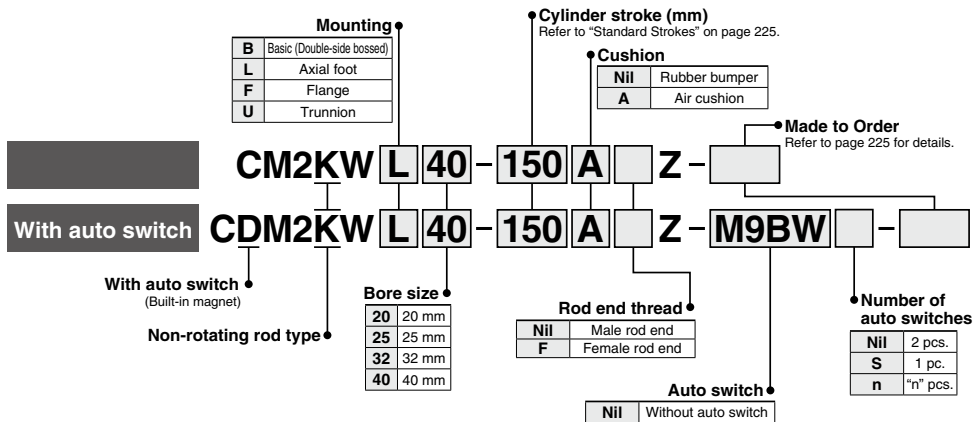 Mounting
B Basic (Double-side bossed)
L Axial foot
F Flange
U Trunnion
Cylinder stroke (mm)
Refer to “Standard Strokes” on page 225.
Cushion
Nil Rubber bumper
A Air cushion
Made to Order
Refer to page 225 for details.
CM2KW L 40 - 150 A Z -
With auto switch CDM2KW L 40 - 150 A Z - M9BW -
With auto switch
(Built-in magnet)
Non-rotating rod type
Bore size
20 20 mm
25 25 mm
32 32 mm
40 40 mm
Rod end thread
Nil Male rod end
F Female rod end
Auto switch
Nil Without auto switch
Number of
auto switches
Nil 2 pcs.
S 1 pc.
n “n” pcs.